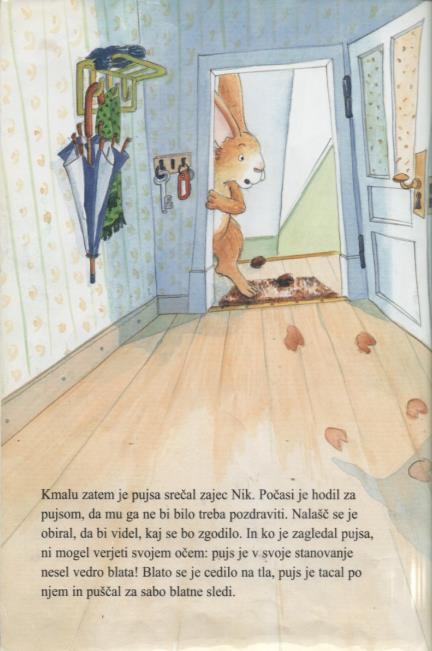 Kmalu zatem je pujsa srečal zajec Nik. Počasi je hodil za
pujsom, da mu ga ne bi bilo treba pozdraviti. Nalašč se je
obiral, da bi videl, kaj se bo zgodilo. In ko je zagledal pujsa,
ni mogel verjeti svojem očem: pujs je v svoje stanovanje
nesel vedro blata! Blato se je cedilo na tla, pujs je tacal po
njem in puščal za sabo blatne sledi.